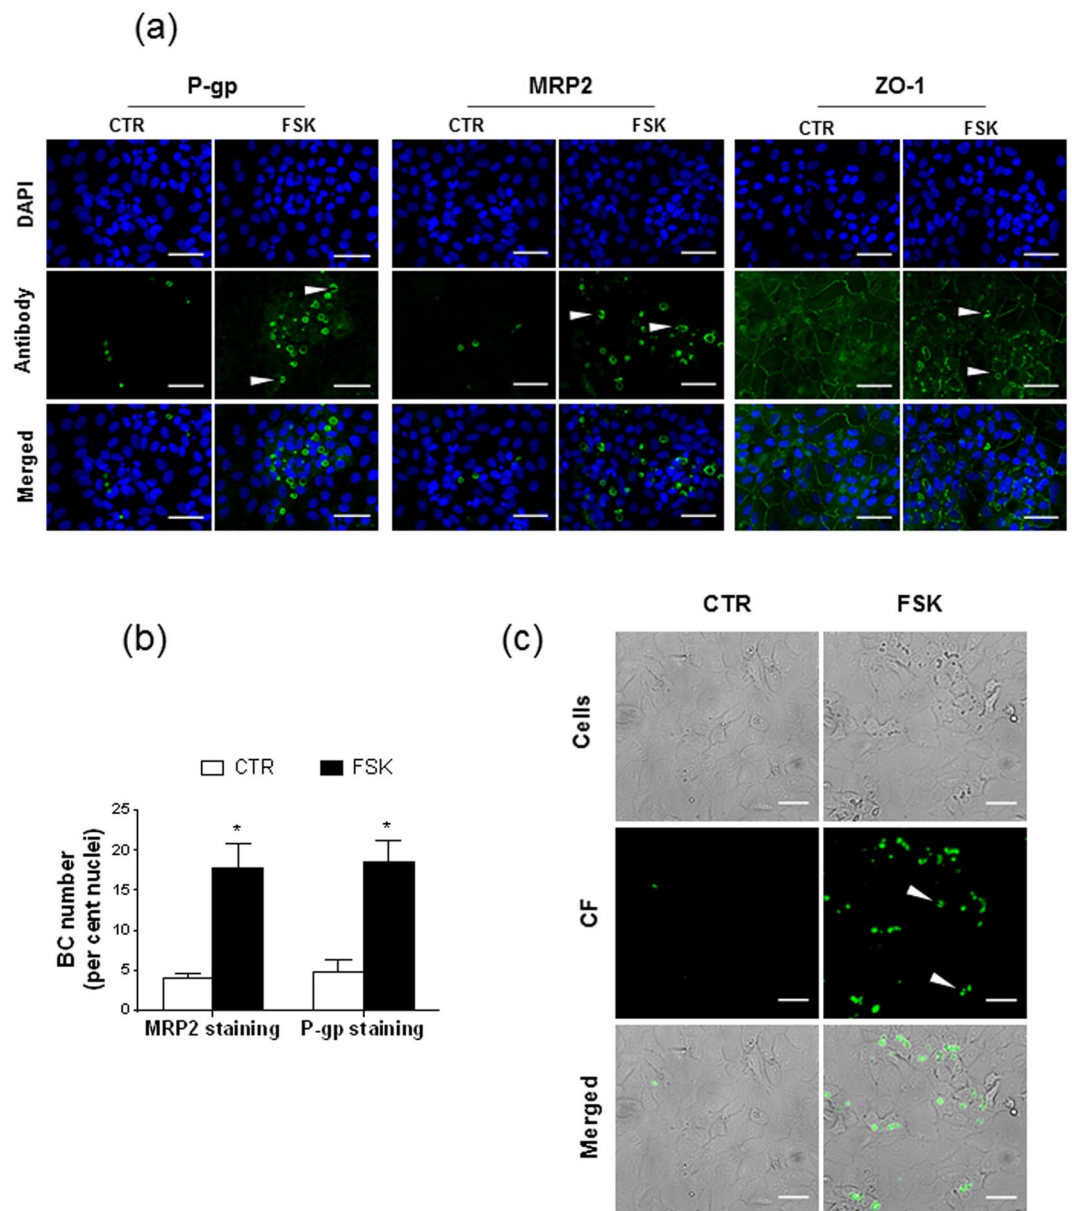 (a)
P-gp MRP2 ZO-1
CTR FSK CTR FSK CTR FSK
DAPI
Antibody
Merged
(b)
CTR FSK
BC number
(per cent nuclei)
25
20
15
10
5
0
* *
MRP2 staining P-gp staining
(c)
CTR FSK
Cells
CF
Merged